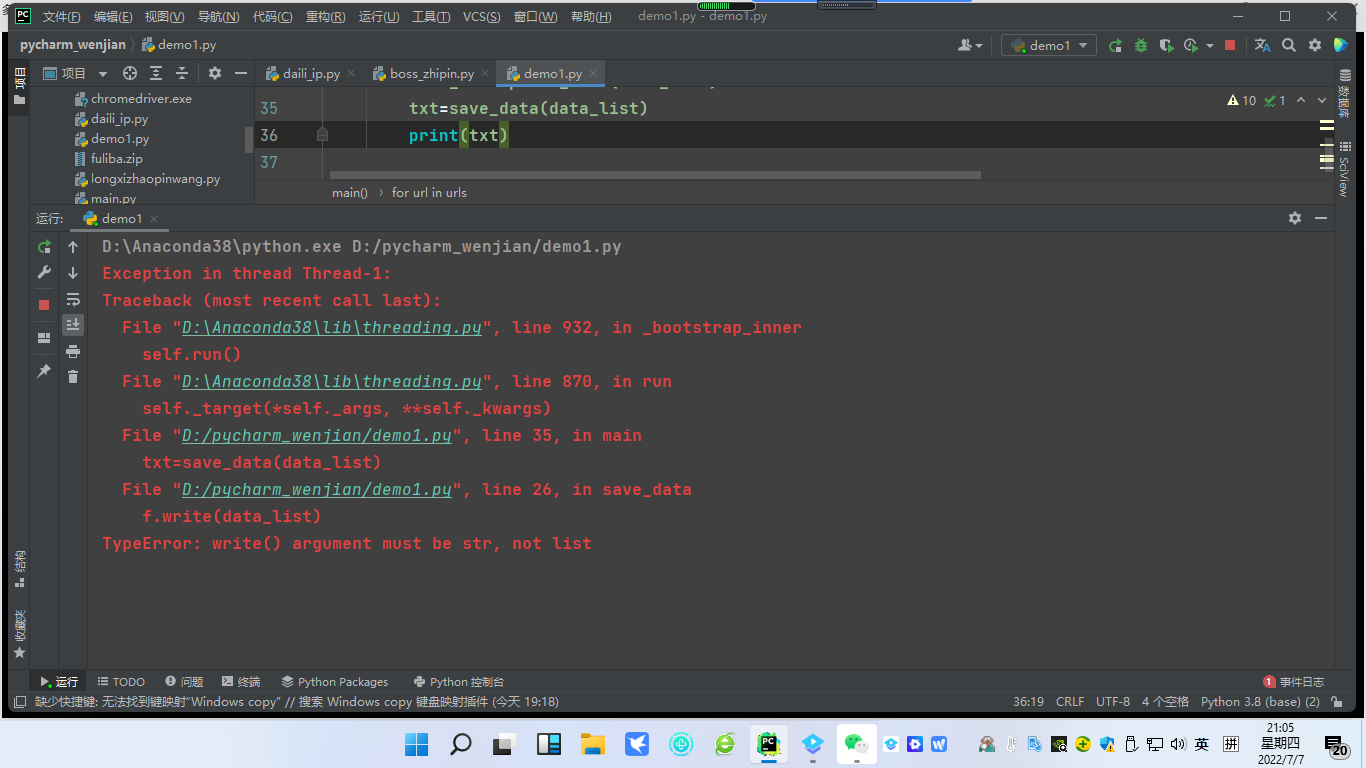 文件(F) 编辑(E) 视图(V) 导航(N) 代码(C) 重构(R) 运行(U) 工具(T) VCS(S) 窗口(W) 帮助(H) demo1.py - demo1.py
pycharm_wenjian demo1.py demo1
项目 项目 daili_ip.py boss_zhipin.py demo1.py
chromedriver.exe
daili_ip.py
demo1.py
fuliba.zip
longxizhaopinwang.py
main.py
35 txt=save_data(data_list)
36 print(txt)
37
10 1
数据库
SciView
main() › for url in urls
运行: demo1
D:\Anaconda38\python.exe D:/pycharm_wenjian/demo1.py
Exception in thread Thread-1:
Traceback (most recent call last):
File "D:\Anaconda38\lib\threading.py", line 932, in _bootstrap_inner
self.run()
File "D:\Anaconda38\lib\threading.py", line 870, in run
self._target(*self._args, **self._kwargs)
File "D:/pycharm_wenjian/demo1.py", line 35, in main
txt=save_data(data_list)
File "D:/pycharm_wenjian/demo1.py", line 26, in save_data
f.write(data_list)
TypeError: write() argument must be str, not list
结构
收藏夹
运行 TODO 问题 终端 Python Packages Python 控制台 1 事件日志
缺少快捷键: 无法找到键映射“Windows copy” // 搜索 Windows copy 键盘映射插件 (今天 19:18) 36:19 CRLF UTF-8 4 个空格 Python 3.8 (base) (2)
英 拼
21:05
星期四
2022/7/7
20